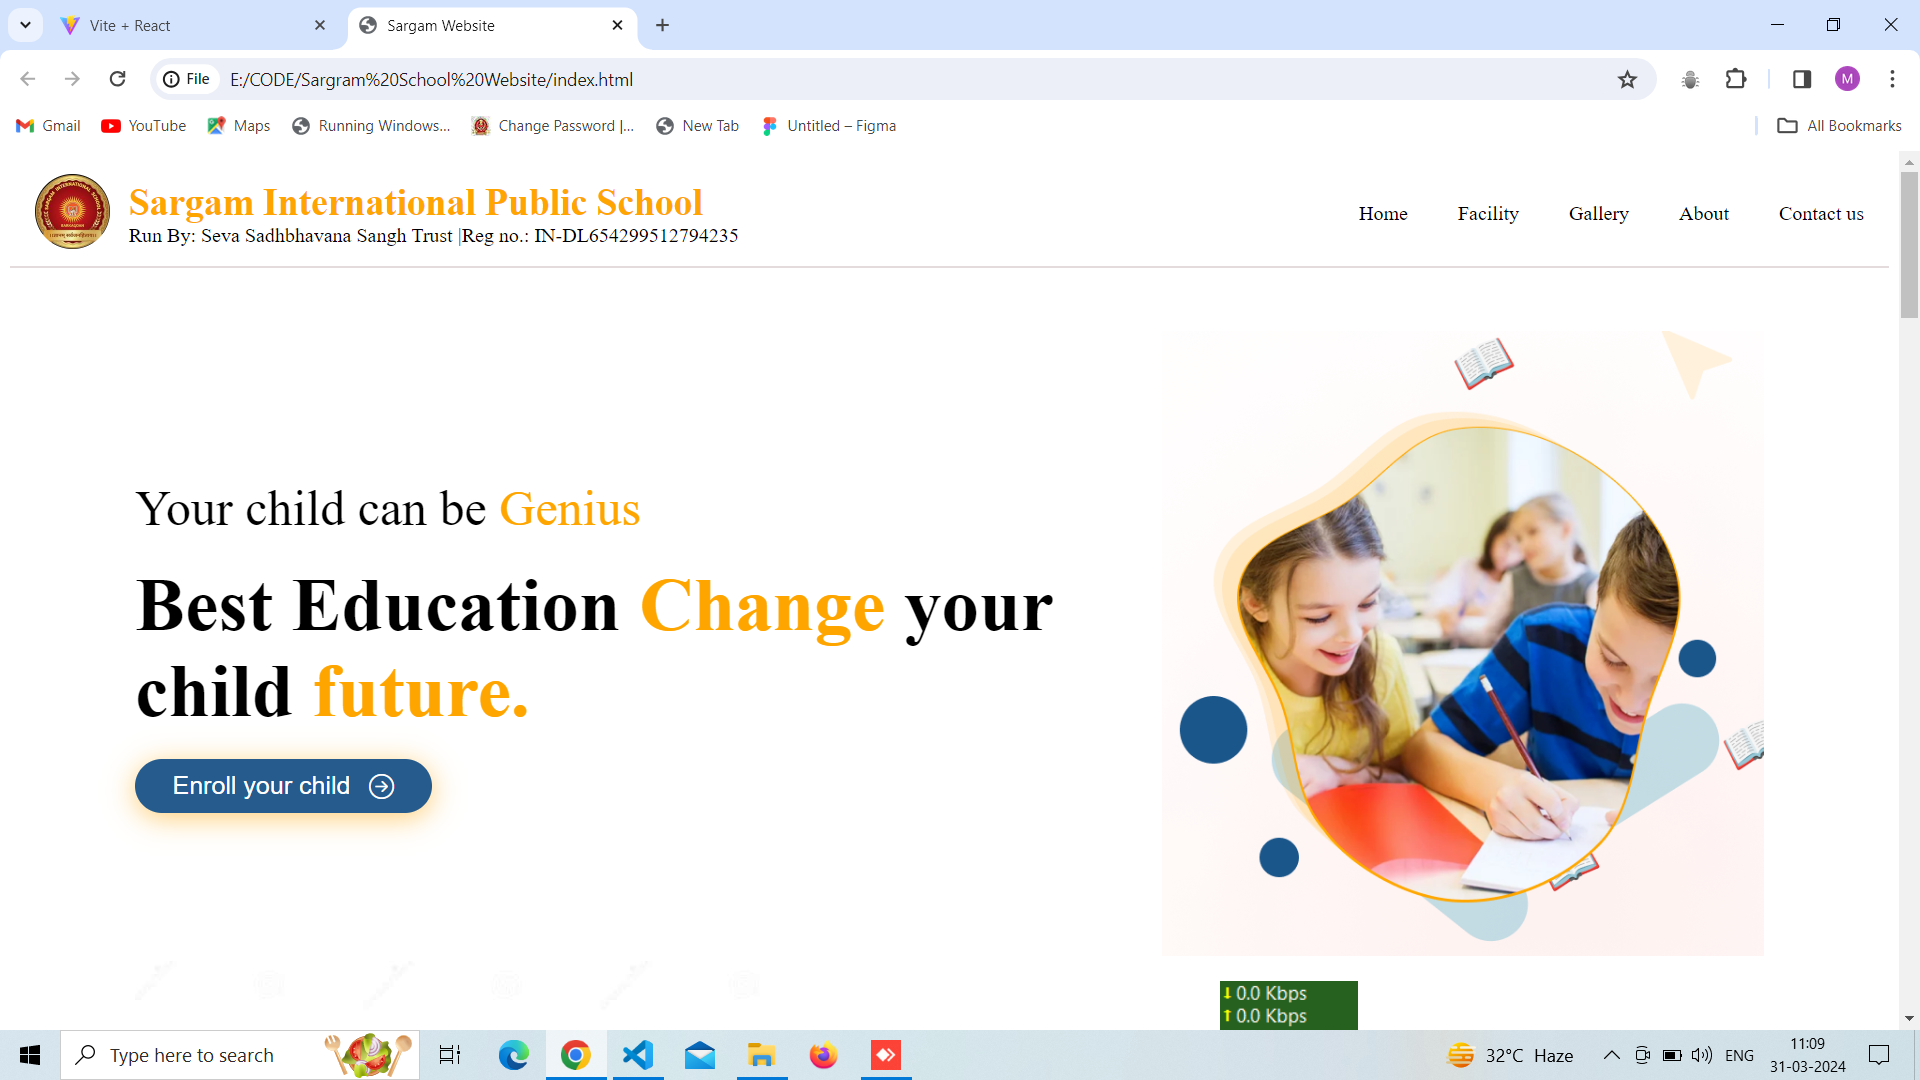 Vite + React
Sargam Website
File
E:/CODE/Sargram%20School%20Website/index.html
M
Gmail
YouTube
Maps
Running Windows...
Change Password |...
New Tab
Untitled – Figma
All Bookmarks
Sargam International Public School
Run By: Seva Sadhbhavana Sangh Trust |Reg no.: IN-DL654299512794235
Home
Facility
Gallery
About
Contact us
Your child can be Genius
Best Education Change your
child future.
Enroll your child
0.0 Kbps
0.0 Kbps
Type here to search
32°C Haze
ENG
11:09
31-03-2024